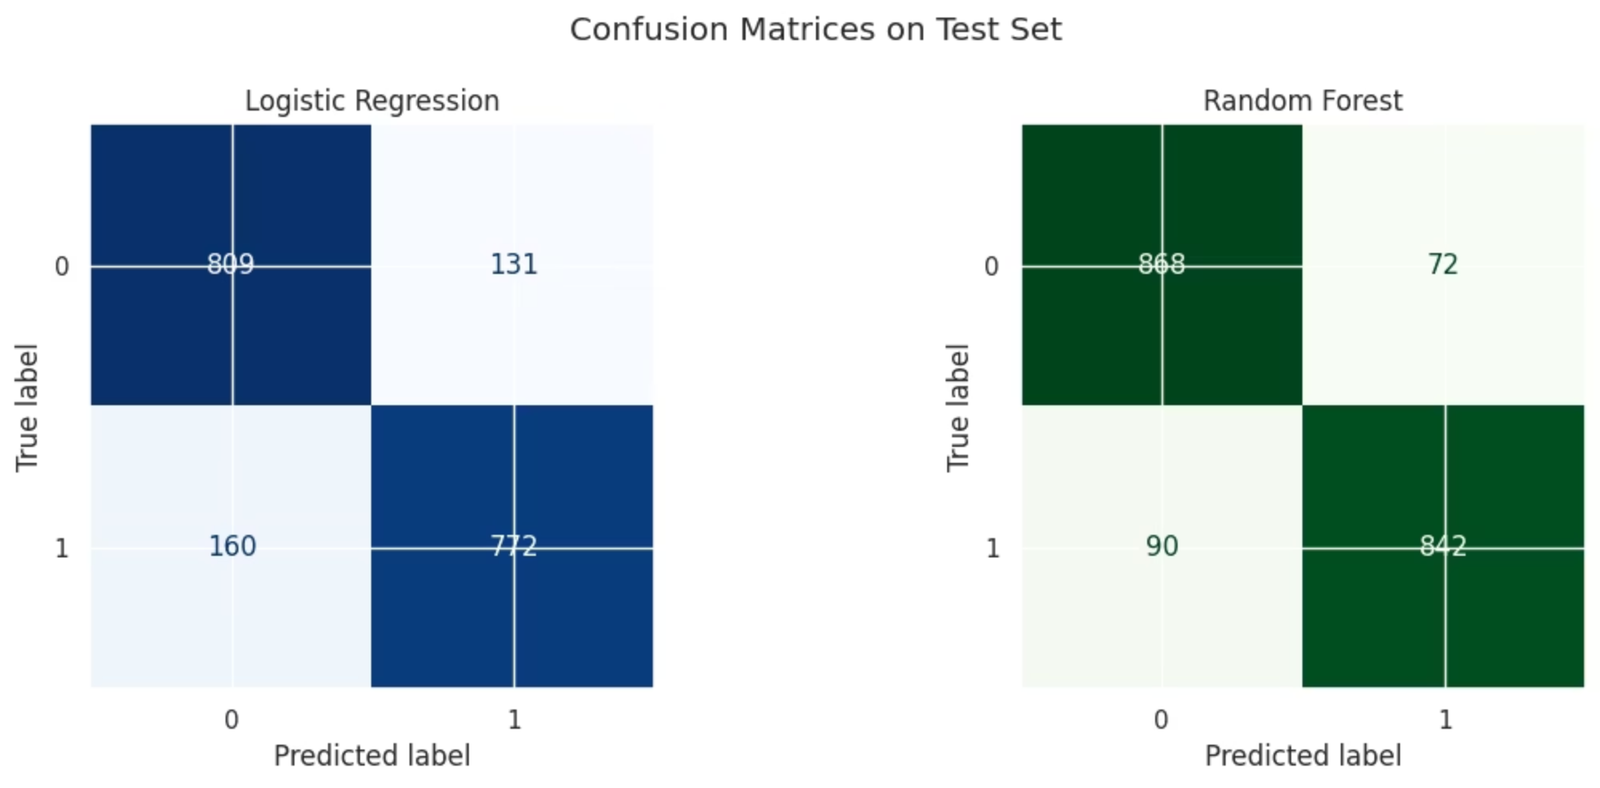 Confusion Matrices on Test Set
Logistic Regression
0
809
131
True label
1
160
772
0
1
Predicted label
Random Forest
0
868
72
True label
1
90
842
0
1
Predicted label